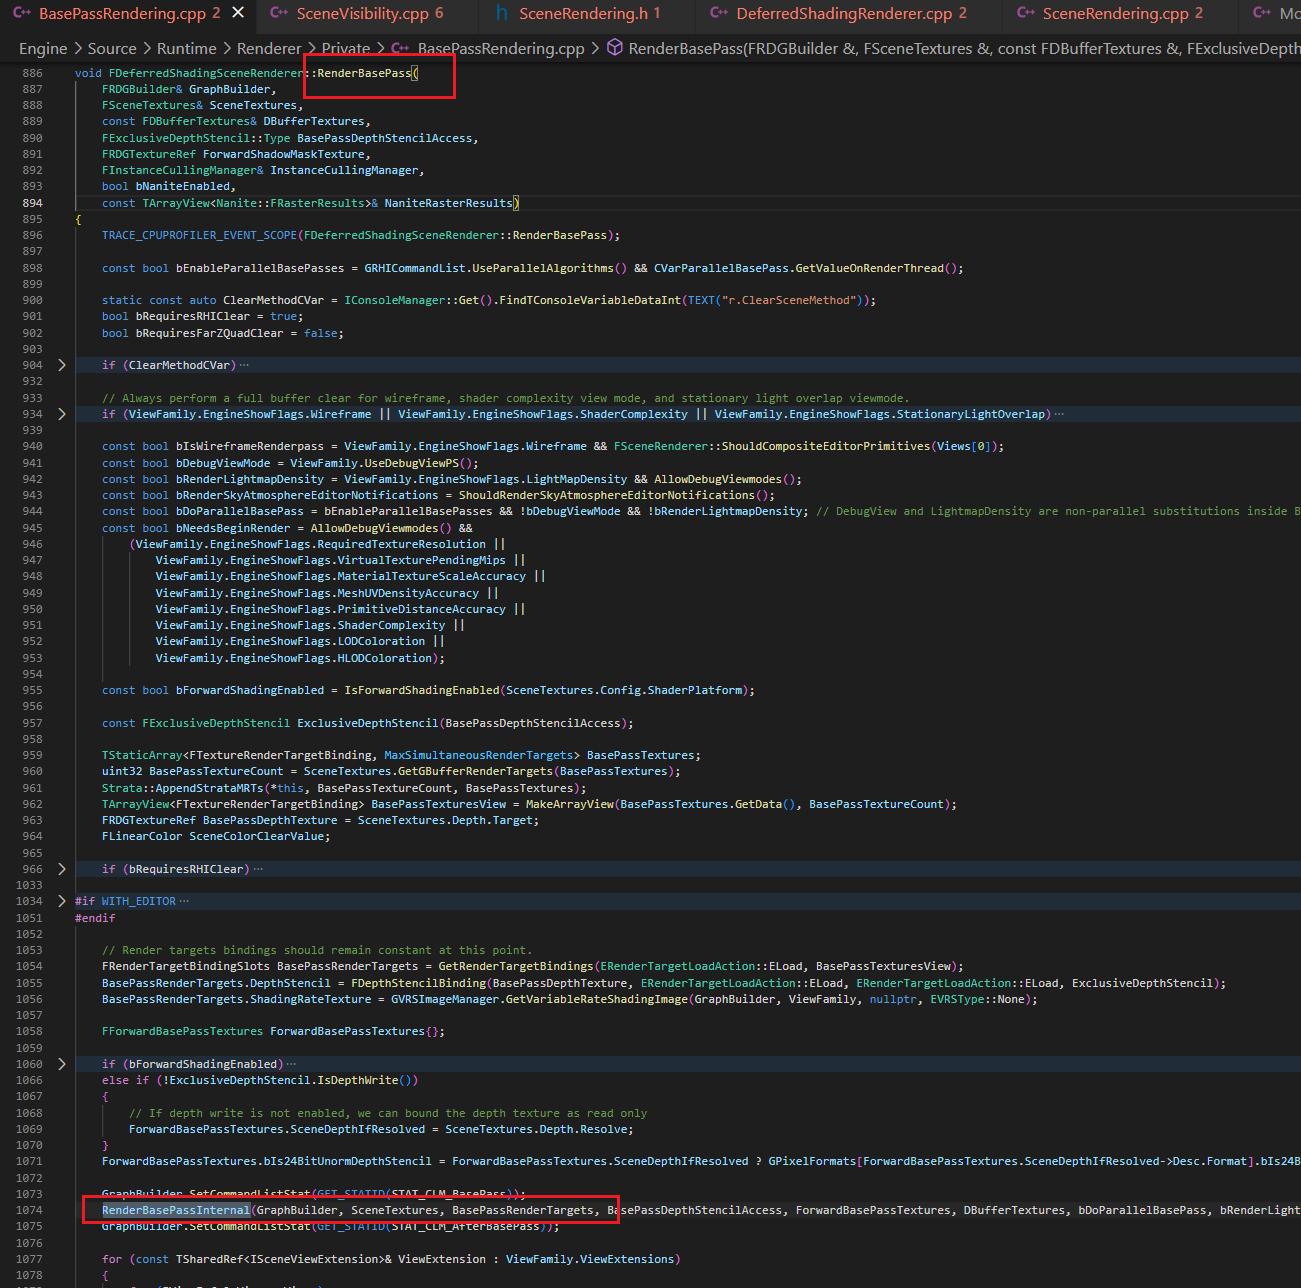 BasePassRendering.cpp 2
SceneVisibility.cpp 6
SceneRendering.h 1
DeferredShadingRenderer.cpp 2
SceneRendering.cpp 2
Mo
Engine > Source > Runtime > Renderer > Private > BasePassRendering.cpp > RenderBasePass(FRDGBuilder &, FSceneTextures &, const FDBufferTextures &, FExclusiveDepth
886 void FDeferredShadingSceneRenderer::RenderBasePass(
887 FRDGBuilder& GraphBuilder,
888 FSceneTextures& SceneTextures,
889 const FDBufferTextures& DBufferTextures,
890 FExclusiveDepthStencil::Type BasePassDepthStencilAccess,
891 FRDGTextureRef ForwardShadowMaskTexture,
892 FInstanceCullingManager& InstanceCullingManager,
893 bool bNaniteEnabled,
894 const TArrayView<Nanite::FRasterResults>& NaniteRasterResults)
895 {
896 TRACE_CPUPROFILER_EVENT_SCOPE(FDeferredShadingSceneRenderer::RenderBasePass);
897
898 const bool bEnableParallelBasePasses = GRHICommandList.UseParallelAlgorithms() && CVarParallelBasePass.GetValueOnRenderThread();
899
900 static const auto ClearMethodCVar = IConsoleManager::Get().FindTConsoleVariableDataInt(TEXT("r.ClearSceneMethod"));
901 bool bRequiresRHIClear = true;
902 bool bRequiresFarZQuadClear = false;
903
904 if (ClearMethodCVar)···
932
933 // Always perform a full buffer clear for wireframe, shader complexity view mode, and stationary light overlap viewmode.
934 if (ViewFamily.EngineShowFlags.Wireframe || ViewFamily.EngineShowFlags.ShaderComplexity || ViewFamily.EngineShowFlags.StationaryLightOverlap)···
939
940 const bool bIsWireframeRenderpass = ViewFamily.EngineShowFlags.Wireframe && FSceneRenderer::ShouldCompositeEditorPrimitives(Views[0]);
941 const bool bDebugViewMode = ViewFamily.UseDebugViewPS();
942 const bool bRenderLightmapDensity = ViewFamily.EngineShowFlags.LightMapDensity && AllowDebugViewmodes();
943 const bool bRenderSkyAtmosphereEditorNotifications = ShouldRenderSkyAtmosphereEditorNotifications();
944 const bool bDoParallelBasePass = bEnableParallelBasePasses && !bDebugViewMode && !bRenderLightmapDensity; // DebugView and LightmapDensity are non-parallel substitutions inside B
945 const bool bNeedsBeginRender = AllowDebugViewmodes() &&
946 (ViewFamily.EngineShowFlags.RequiredTextureResolution ||
947 ViewFamily.EngineShowFlags.VirtualTexturePendingMips ||
948 ViewFamily.EngineShowFlags.MaterialTextureScaleAccuracy ||
949 ViewFamily.EngineShowFlags.MeshUVDensityAccuracy ||
950 ViewFamily.EngineShowFlags.PrimitiveDistanceAccuracy ||
951 ViewFamily.EngineShowFlags.ShaderComplexity ||
952 ViewFamily.EngineShowFlags.LODColoration ||
953 ViewFamily.EngineShowFlags.HLODColoration);
954
955 const bool bForwardShadingEnabled = IsForwardShadingEnabled(SceneTextures.Config.ShaderPlatform);
956
957 const FExclusiveDepthStencil ExclusiveDepthStencil(BasePassDepthStencilAccess);
958
959 TStaticArray<FTextureRenderTargetBinding, MaxSimultaneousRenderTargets> BasePassTextures;
960 uint32 BasePassTextureCount = SceneTextures.GetGBufferRenderTargets(BasePassTextures);
961 Strata::AppendStrataMRTs(*this, BasePassTextureCount, BasePassTextures);
962 TArrayView<FTextureRenderTargetBinding> BasePassTexturesView = MakeArrayView(BasePassTextures.GetData(), BasePassTextureCount);
963 FRDGTextureRef BasePassDepthTexture = SceneTextures.Depth.Target;
964 FLinearColor SceneColorClearValue;
965
966 if (bRequiresRHIClear)···
1033
1034 #if WITH_EDITOR···
1051 #endif
1052
1053 // Render targets bindings should remain constant at this point.
1054 FRenderTargetBindingSlots BasePassRenderTargets = GetRenderTargetBindings(ERenderTargetLoadAction::ELoad, BasePassTexturesView);
1055 BasePassRenderTargets.DepthStencil = FDepthStencilBinding(BasePassDepthTexture, ERenderTargetLoadAction::ELoad, ERenderTargetLoadAction::ELoad, ExclusiveDepthStencil);
1056 BasePassRenderTargets.ShadingRateTexture = GVRSImageManager.GetVariableRateShadingImage(GraphBuilder, ViewFamily, nullptr, EVRSType::None);
1057
1058 FForwardBasePassTextures ForwardBasePassTextures{};
1059
1060 if (bForwardShadingEnabled)···
1066 else if (!ExclusiveDepthStencil.IsDepthWrite())
1067 {
1068 // If depth write is not enabled, we can bound the depth texture as read only
1069 ForwardBasePassTextures.SceneDepthIfResolved = SceneTextures.Depth.Resolve;
1070 }
1071 ForwardBasePassTextures.bIs24BitUnormDepthStencil = ForwardBasePassTextures.SceneDepthIfResolved ? GPixelFormats[ForwardBasePassTextures.SceneDepthIfResolved->Desc.Format].bIs24B
1072
1073 GraphBuilder.SetCommandListStat(GET_STATID(STAT_CLM_BasePass));
1074 RenderBasePassInternal(GraphBuilder, SceneTextures, BasePassRenderTargets, BasePassDepthStencilAccess, ForwardBasePassTextures, DBufferTextures, bDoParallelBasePass, bRenderLight
1075 GraphBuilder.SetCommandListStat(GET_STATID(STAT_CLM_AfterBasePass));
1076
1077 for (const TSharedRef<ISceneViewExtension>& ViewExtension : ViewFamily.ViewExtensions)
1078 {